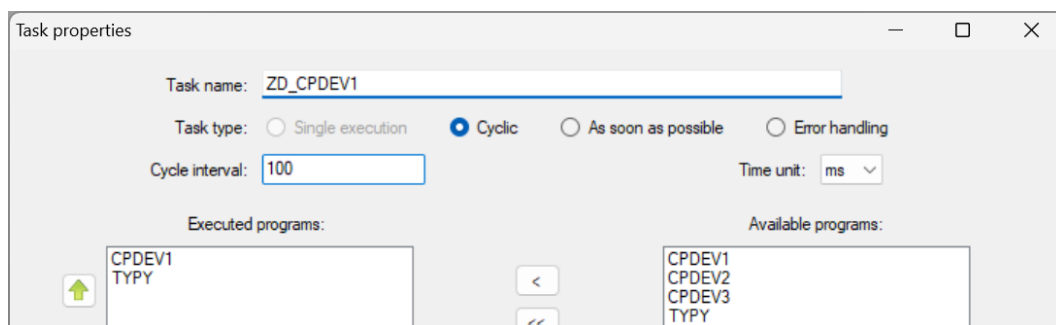 Task properties
Task name: ZD_CPDEV1
Task type: Single execution Cyclic As soon as possible Error handling
Cycle interval: 100 Time unit: ms
Executed programs: Available programs:
CPDEV1 CPDEV1
TYPY < CPDEV2
CPDEV3
<< TYPY